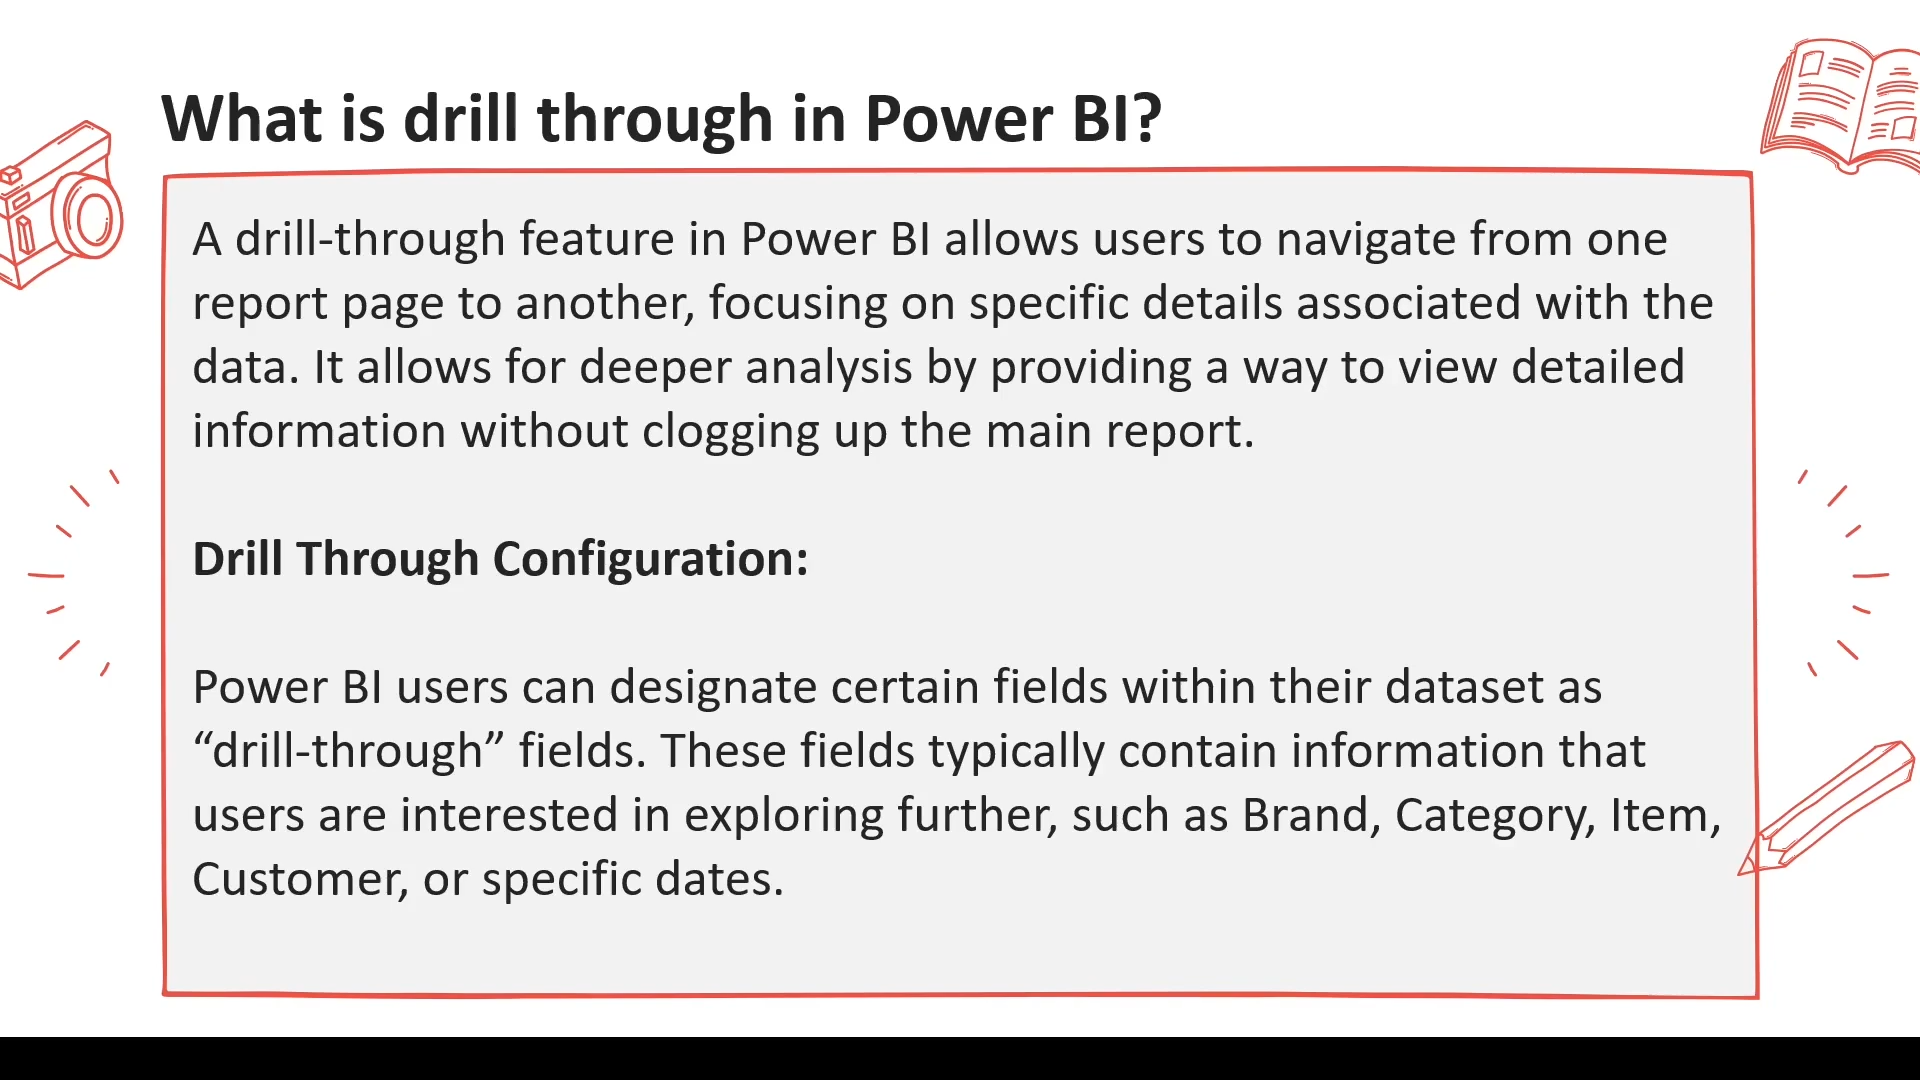 What is drill through in Power BI?
A drill-through feature in Power BI allows users to navigate from one
report page to another, focusing on specific details associated with the
data. It allows for deeper analysis by providing a way to view detailed
information without clogging up the main report.
Drill Through Configuration:
Power BI users can designate certain fields within their dataset as
“drill-through” fields. These fields typically contain information that
users are interested in exploring further, such as Brand, Category, Item,
Customer, or specific dates.